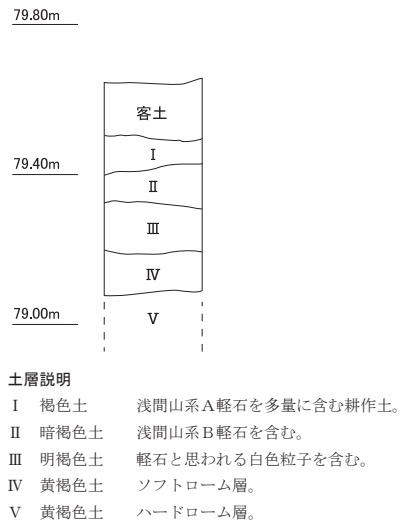 79.80m
客土
Ⅰ
79.40m
Ⅱ
Ⅲ
Ⅳ
79.00m
Ⅴ
土層説明
Ⅰ 褐色土 浅間山系A軽石を多量に含む耕作土。
Ⅱ 暗褐色土 浅間山系B軽石を含む。
Ⅲ 明褐色土 軽石と思われる白色粒子を含む。
Ⅳ 黄褐色土 ソフトローム層。
Ⅴ 黄褐色土 ハードローム層。